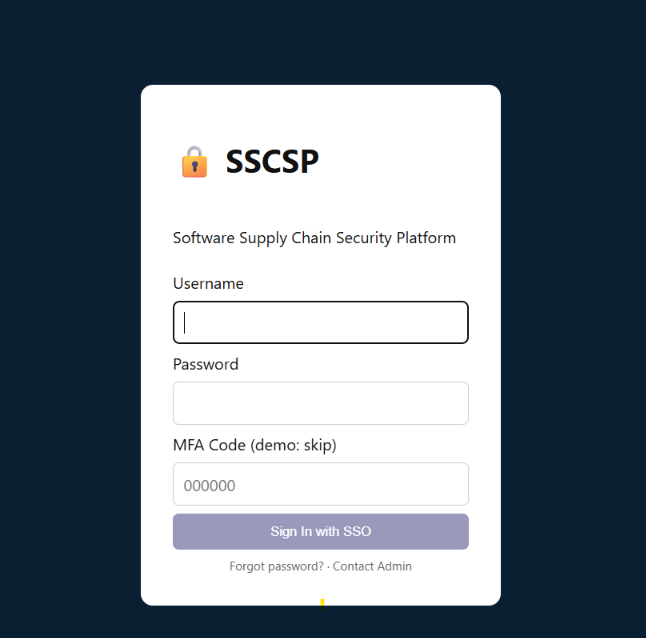 SSCSP
Software Supply Chain Security Platform
Username
Password
MFA Code (demo: skip)
000000
Sign In with SSO
Forgot password? · Contact Admin